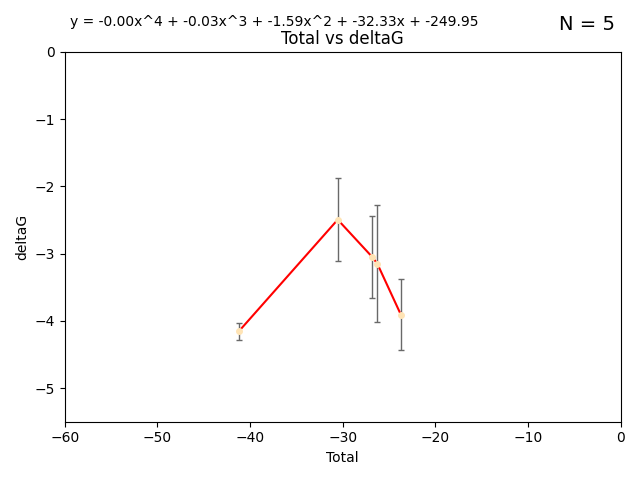 y = -0.00x^4 + -0.03x^3 + -1.59x^2 + -32.33x + -249.95
N = 5
Total vs deltaG
0
−1
−2
−3
−4
−5
deltaG
−60 −50 −40 −30 −20 −10 0
Total